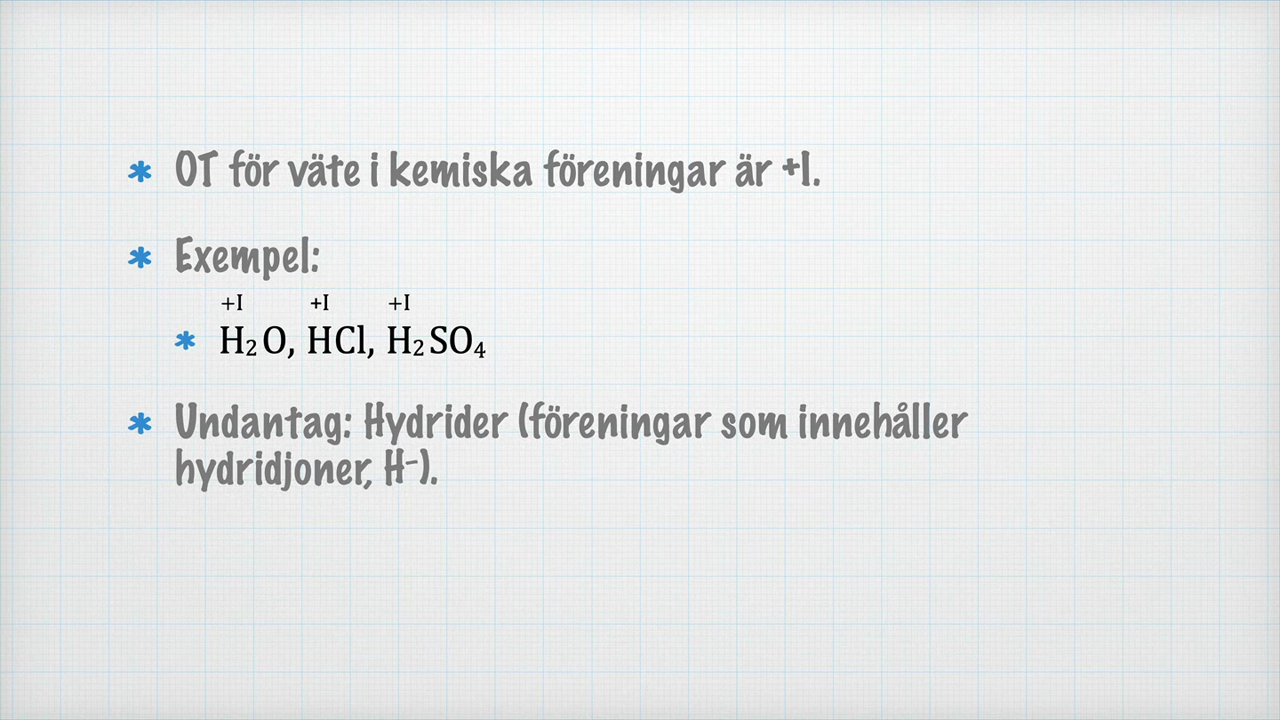 * OT för väte i kemiska föreningar är +I.
* Exempel:
+I +I +I
* H₂O, HCl, H₂SO₄
* Undantag: Hydrider (föreningar som innehåller
hydridjoner, H⁻).